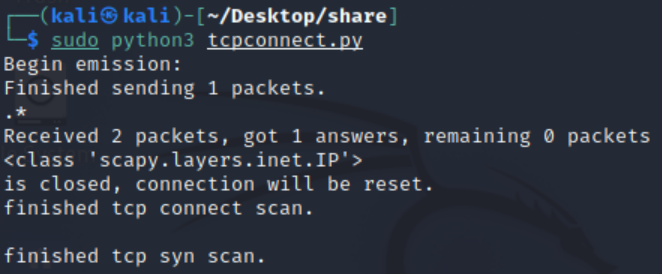 ┌──(kali㉿kali)-[~/Desktop/share]
└─$ sudo python3 tcpconnect.py
Begin emission:
Finished sending 1 packets.
.*
Received 2 packets, got 1 answers, remaining 0 packets
<class 'scapy.layers.inet.IP'>
is closed, connection will be reset.
finished tcp connect scan.

finished tcp syn scan.